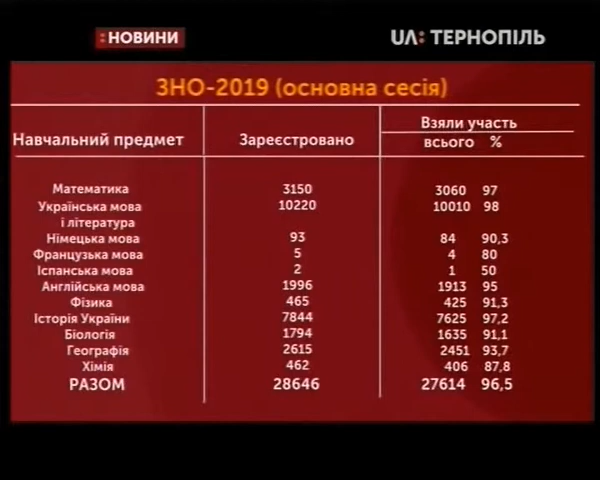 :НОВИНИ
UA: ТЕРНОПІЛЬ
ЗНО-2019 (основна сесія)
Навчальний предмет Зареєстровано Взяли участь
всього %
Математика 3150 3060 97
Українська мова 10220 10010 98
і література
Німецька мова 93 84 90,3
Французька мова 5 4 80
Іспанська мова 2 1 50
Англійська мова 1996 1913 95
Фізика 465 425 91,3
Історія України 7844 7625 97,2
Біологія 1794 1635 91,1
Географія 2615 2451 93,7
Хімія 462 406 87,8
РАЗОМ 28646 27614 96,5